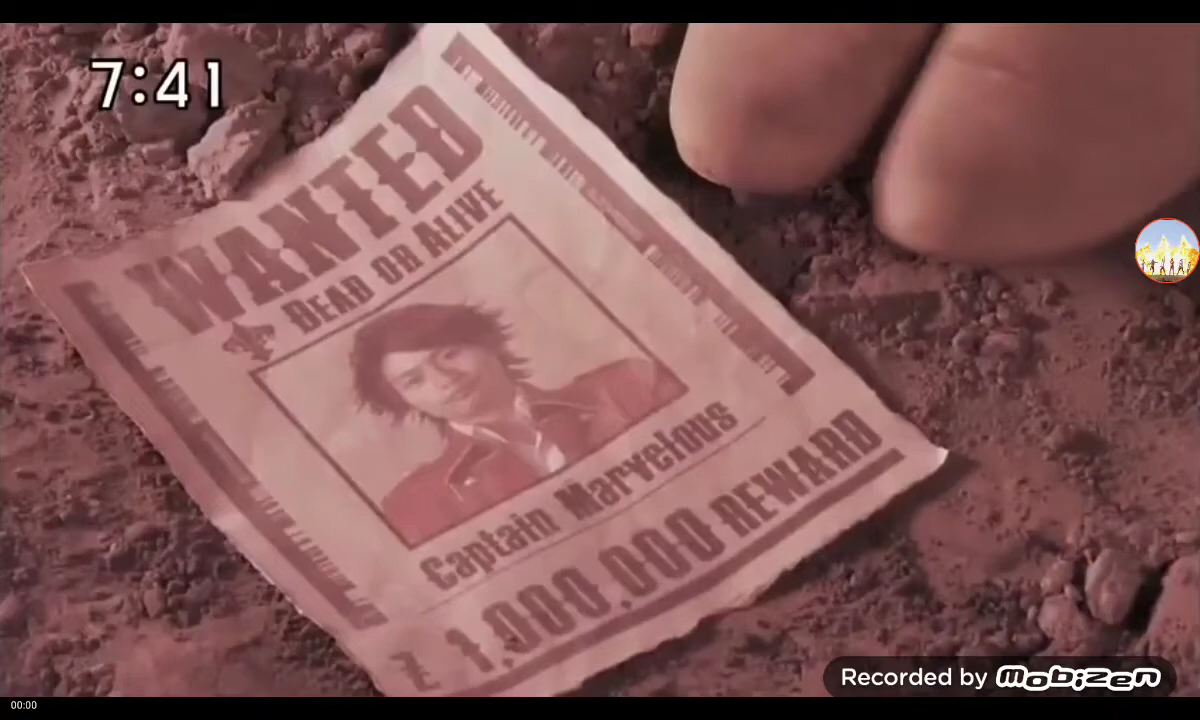 7:41
WANTED
DEAD OR ALIVE
Captain Marvelous
1,000,000 REWARD
Recorded by mobizen
00:00